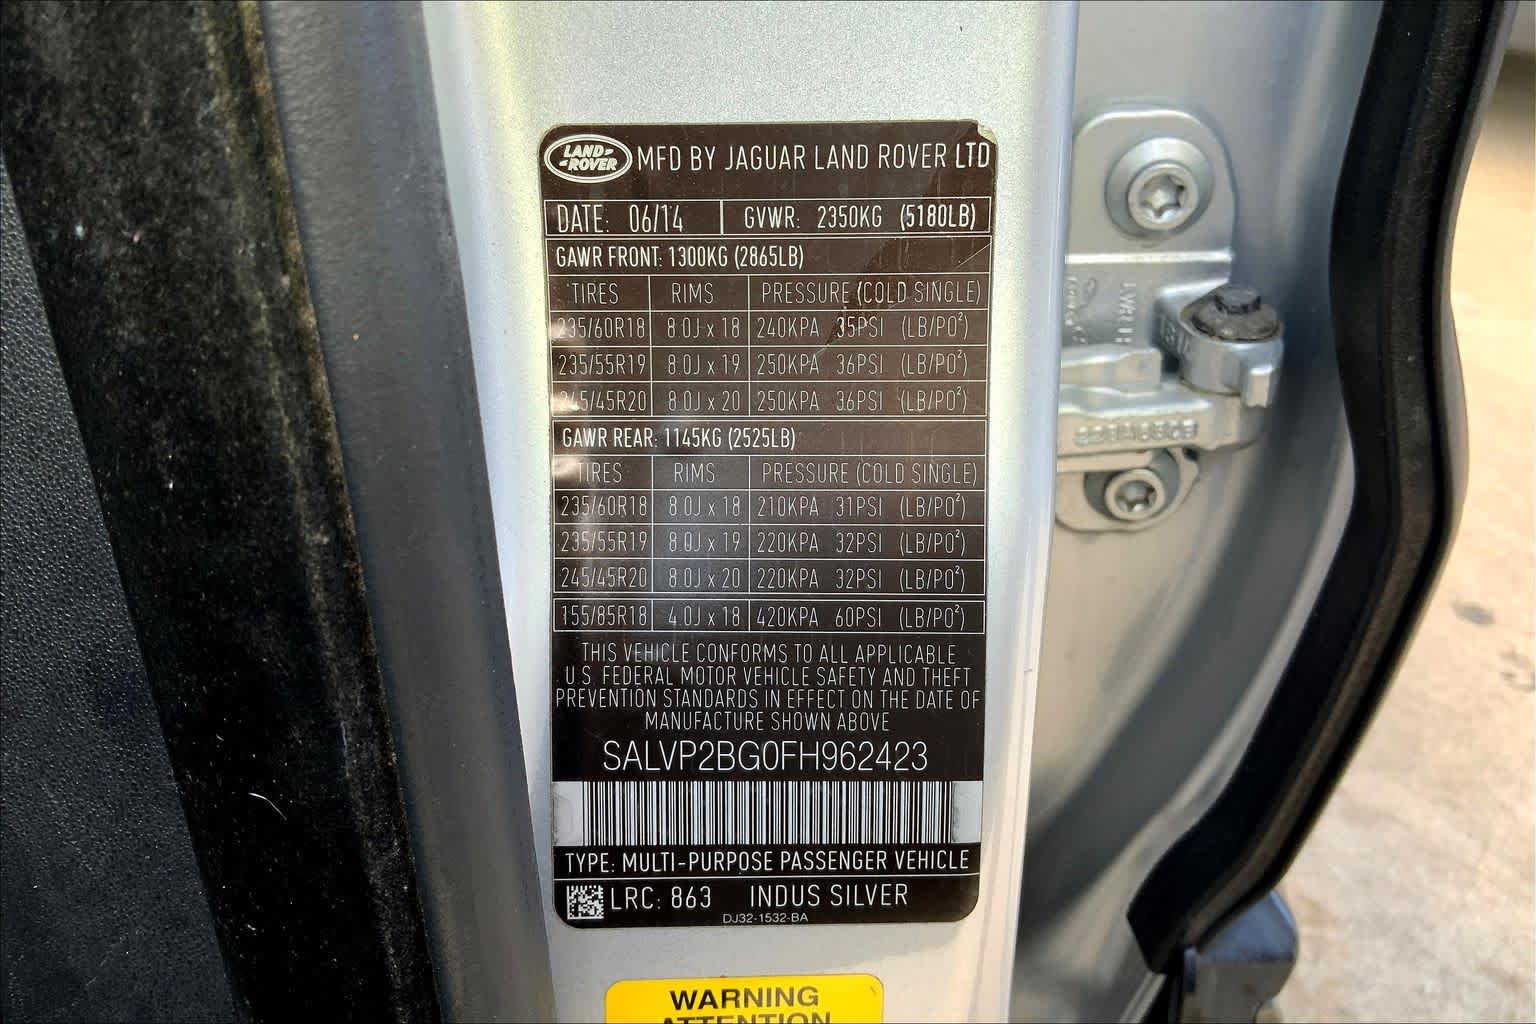 LAND-
-ROVER
MFD BY JAGUAR LAND ROVER LTD
DATE: 06/14 GVWR: 2350KG (5180LB)
GAWR FRONT: 1300KG (2865LB)
TIRES RIMS PRESSURE (COLD SINGLE)
235/60R18 8.0J x 18 240KPA 35PSI (LB/PO²)
235/55R19 8.0J x 19 250KPA 36PSI (LB/PO²)
245/45R20 8.0J x 20 250KPA 36PSI (LB/PO²)
GAWR REAR: 1145KG (2525LB)
TIRES RIMS PRESSURE (COLD SINGLE)
235/60R18 8.0J x 18 210KPA 31PSI (LB/PO²)
235/55R19 8.0J x 19 220KPA 32PSI (LB/PO²)
245/45R20 8.0J x 20 220KPA 32PSI (LB/PO²)
155/85R18 4.0J x 18 420KPA 60PSI (LB/PO²)
THIS VEHICLE CONFORMS TO ALL APPLICABLE
U.S. FEDERAL MOTOR VEHICLE SAFETY AND THEFT
PREVENTION STANDARDS IN EFFECT ON THE DATE OF
MANUFACTURE SHOWN ABOVE
SALVP2BG0FH962423
TYPE: MULTI-PURPOSE PASSENGER VEHICLE
LRC: 863 INDUS SILVER
DJ32-1532-BA
WARNING
ATTENTION